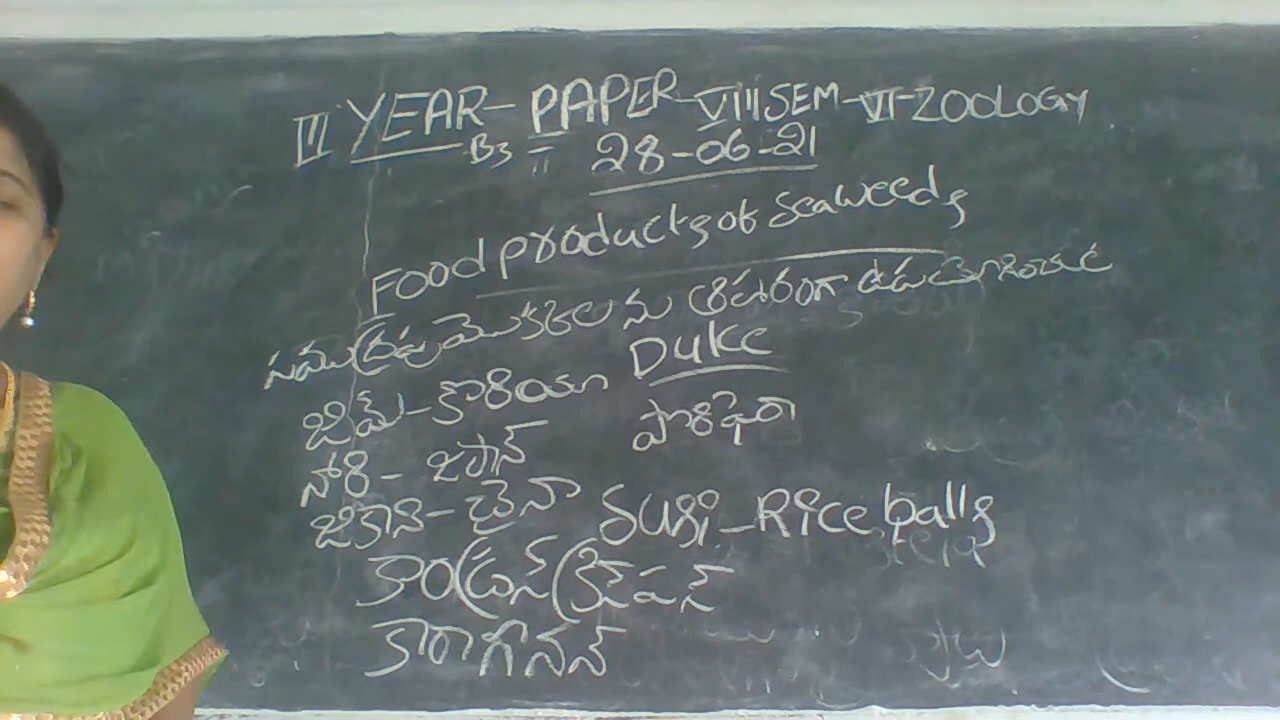 III YEAR-PAPER-VIII SEM-VI-ZOOLOGY
B3 28-06-21
Food products of Seaweeds
సముద్రపుమొక్కలను ఆహారంగా ఉపయోగించుట
Duke
జిమ్-కొరియా
పొరిఫైరా
నోరి-జపాన్
జికాని-చైనా
Rice balls
కాండ్రస్ క్రిస్పస్
కారాగీనన్